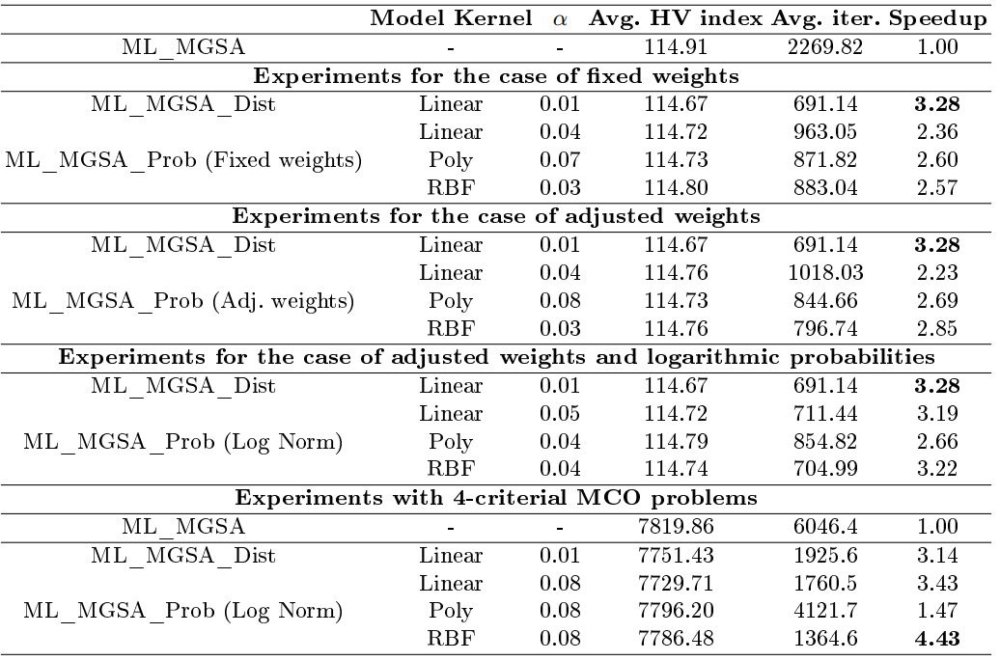 Model Kernel α Avg. HV index Avg. iter. Speedup
ML_MGSA - - 114.91 2269.82 1.00
Experiments for the case of fixed weights
ML_MGSA_Dist Linear 0.01 114.67 691.14 3.28
Linear 0.04 114.72 963.05 2.36
ML_MGSA_Prob (Fixed weights) Poly 0.07 114.73 871.82 2.60
RBF 0.03 114.80 883.04 2.57
Experiments for the case of adjusted weights
ML_MGSA_Dist Linear 0.01 114.67 691.14 3.28
Linear 0.04 114.76 1018.03 2.23
ML_MGSA_Prob (Adj. weights) Poly 0.08 114.73 844.66 2.69
RBF 0.03 114.76 796.74 2.85
Experiments for the case of adjusted weights and logarithmic probabilities
ML_MGSA_Dist Linear 0.01 114.67 691.14 3.28
Linear 0.05 114.72 711.44 3.19
ML_MGSA_Prob (Log Norm) Poly 0.04 114.79 854.82 2.66
RBF 0.04 114.74 704.99 3.22
Experiments with 4-criterial MCO problems
ML_MGSA - - 7819.86 6046.4 1.00
ML_MGSA_Dist Linear 0.01 7751.43 1925.6 3.14
Linear 0.08 7729.71 1760.5 3.43
ML_MGSA_Prob (Log Norm) Poly 0.08 7796.20 4121.7 1.47
RBF 0.08 7786.48 1364.6 4.43